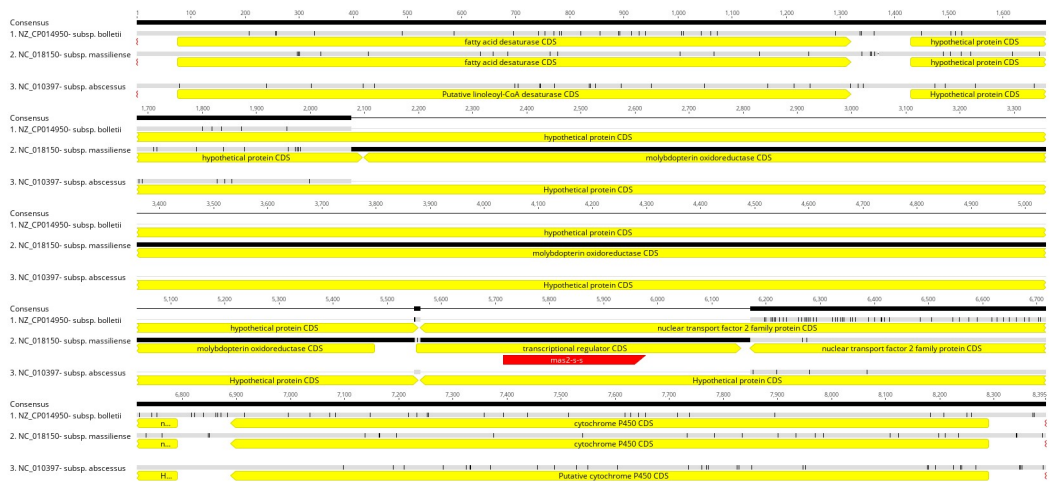 1 100 200 300 400 500 600 700 800 900 1,000 1,100 1,200 1,300 1,400 1,500 1,600
Consensus
1. NZ_CP014950- subsp. bolletii
fatty acid desaturase CDS hypothetical protein CDS
2. NC_018150- subsp. massiliense
fatty acid desaturase CDS hypothetical protein CDS
3. NC_010397- subsp. abscessus
Putative linoleoyl-CoA desaturase CDS Hypothetical protein CDS
1,700 1,800 1,900 2,000 2,100 2,200 2,300 2,400 2,500 2,600 2,700 2,800 2,900 3,000 3,100 3,200 3,300
Consensus
1. NZ_CP014950- subsp. bolletii
hypothetical protein CDS
2. NC_018150- subsp. massiliense
hypothetical protein CDS molybdopterin oxidoreductase CDS
3. NC_010397- subsp. abscessus
Hypothetical protein CDS
3,400 3,500 3,600 3,700 3,800 3,900 4,000 4,100 4,200 4,300 4,400 4,500 4,600 4,700 4,800 4,900 5,000
Consensus
1. NZ_CP014950- subsp. bolletii
hypothetical protein CDS
2. NC_018150- subsp. massiliense
molybdopterin oxidoreductase CDS
3. NC_010397- subsp. abscessus
Hypothetical protein CDS
5,100 5,200 5,300 5,400 5,500 5,600 5,700 5,800 5,900 6,000 6,100 6,200 6,300 6,400 6,500 6,600 6,700
Consensus
1. NZ_CP014950- subsp. bolletii
hypothetical protein CDS nuclear transport factor 2 family protein CDS
2. NC_018150- subsp. massiliense
molybdopterin oxidoreductase CDS transcriptional regulator CDS nuclear transport factor 2 family protein CDS
mas2-s-s
3. NC_010397- subsp. abscessus
Hypothetical protein CDS Hypothetical protein CDS
6,800 6,900 7,000 7,100 7,200 7,300 7,400 7,500 7,600 7,700 7,800 7,900 8,000 8,100 8,200 8,300 8,395
Consensus
1. NZ_CP014950- subsp. bolletii
n... cytochrome P450 CDS
2. NC_018150- subsp. massiliense
n... cytochrome P450 CDS
3. NC_010397- subsp. abscessus
H... Putative cytochrome P450 CDS